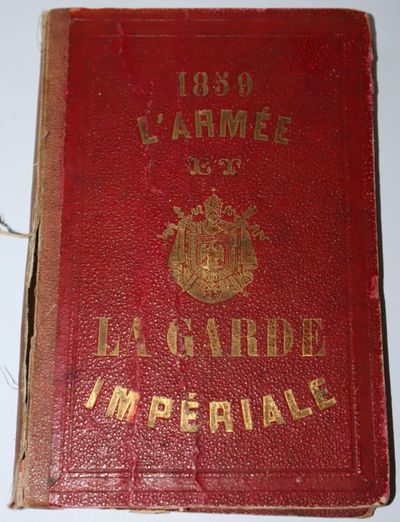 1859
L'ARMÉE
ET
LA GARDE
IMPÉRIALE